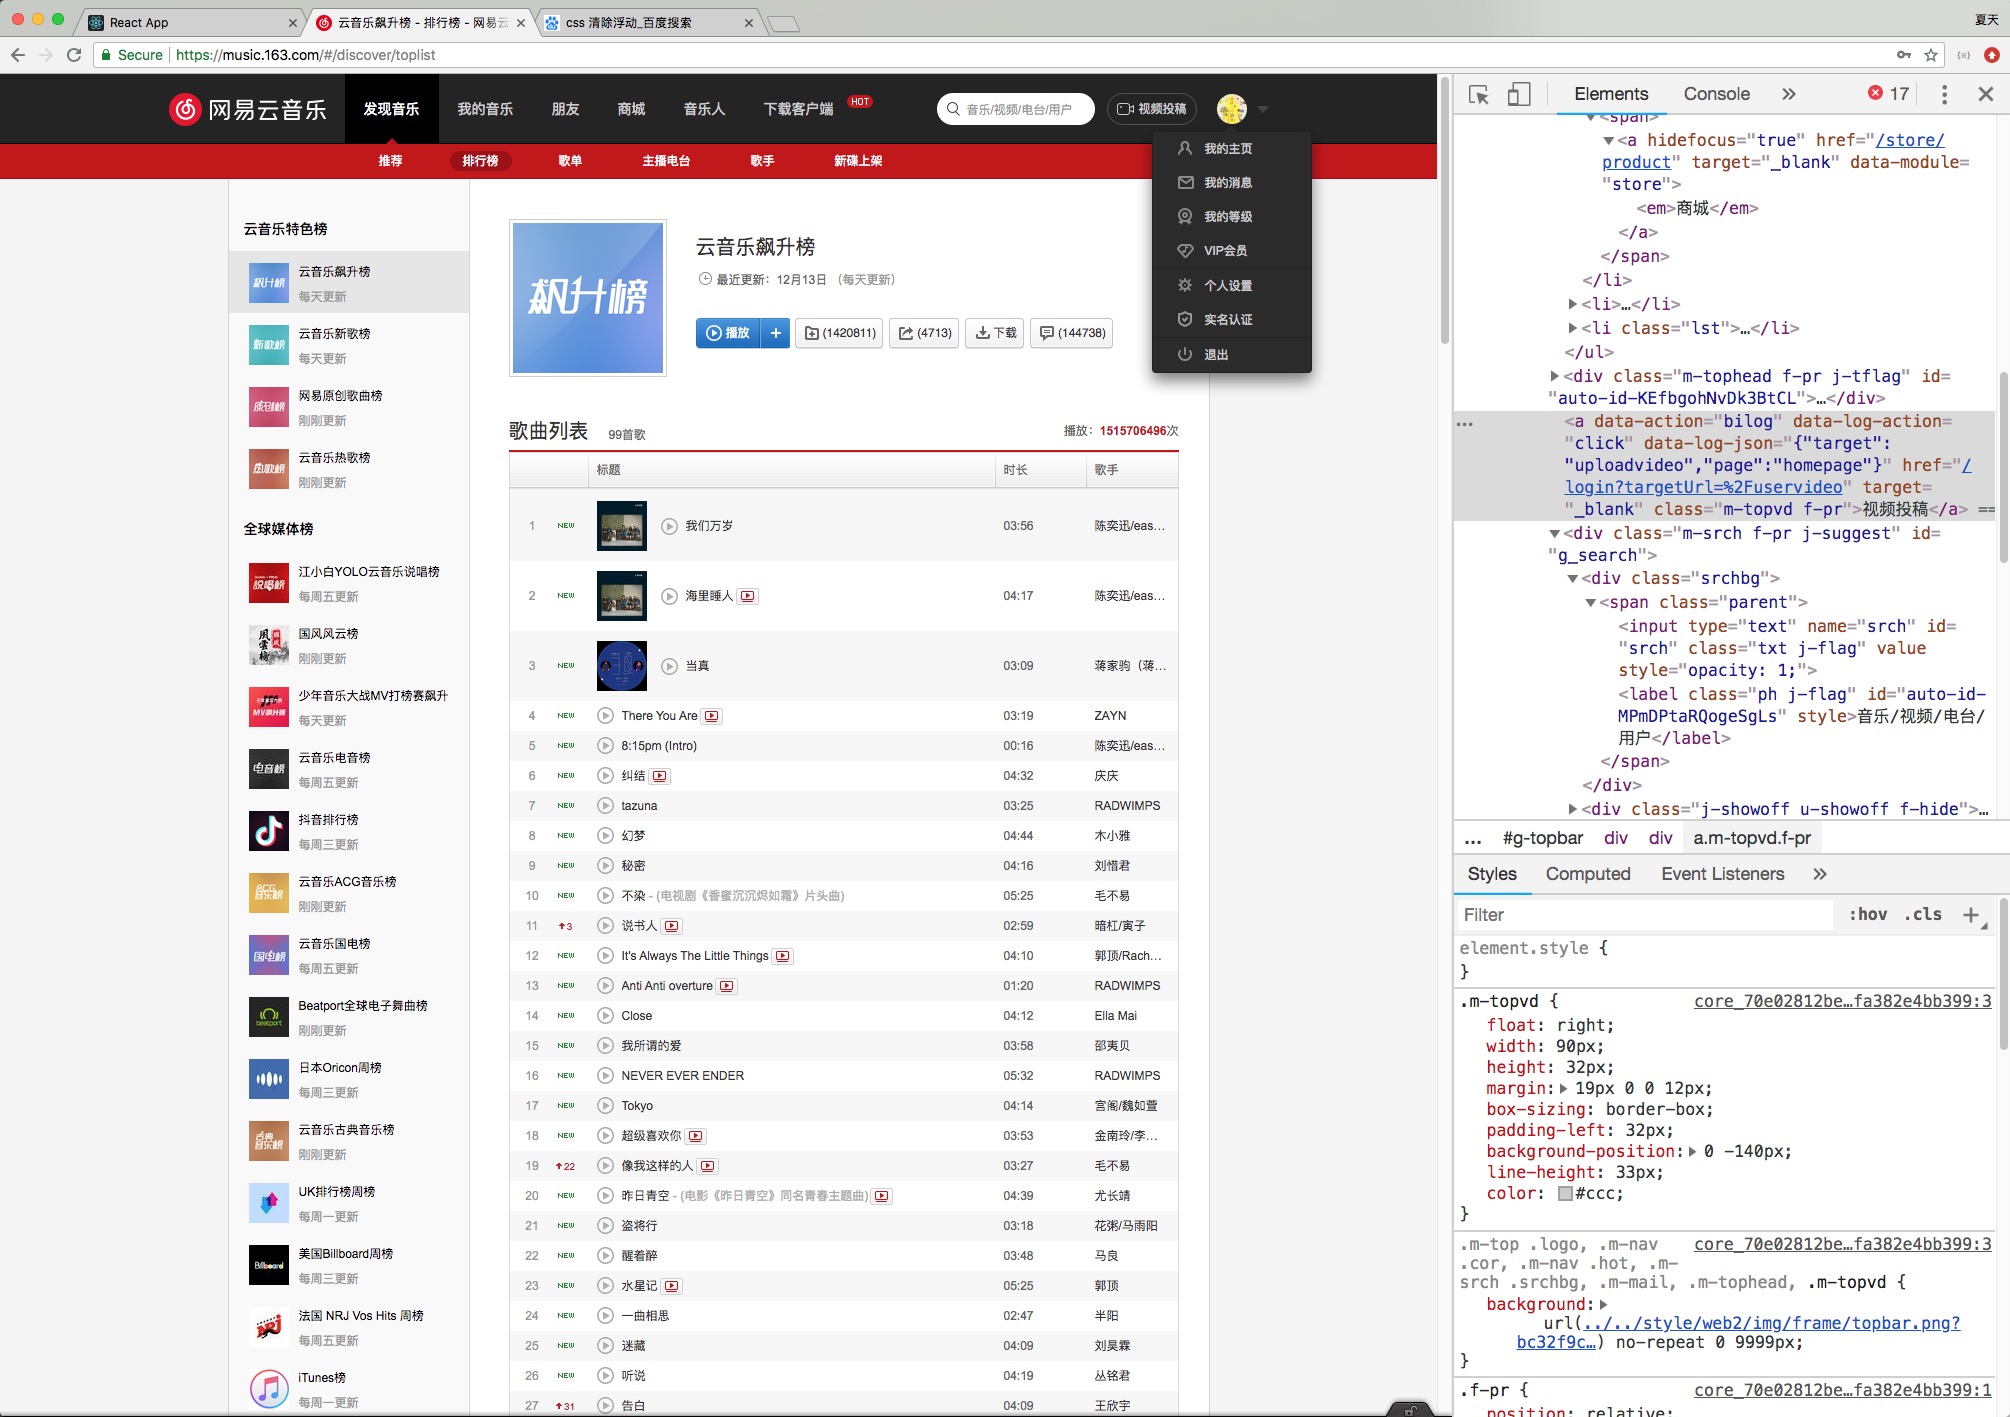 React App
云音乐飙升榜 - 排行榜 - 网易云
css 清除浮动_百度搜索
夏天
Secure
https://music.163.com/#/discover/toplist
网易云音乐
发现音乐
我的音乐
朋友
商城
音乐人
下载客户端
HOT
音乐/视频/电台/用户
视频投稿
推荐
排行榜
歌单
主播电台
歌手
新碟上架
我的主页
我的消息
我的等级
VIP会员
个人设置
实名认证
退出
云音乐特色榜
飙升榜
云音乐飙升榜
每天更新
新歌榜
云音乐新歌榜
每天更新
原创榜
网易原创歌曲榜
刚刚更新
热歌榜
云音乐热歌榜
刚刚更新
全球媒体榜
说唱榜
江小白YOLO云音乐说唱榜
每周五更新
風雲榜
国风风云榜
刚刚更新
少年音乐大战MV打榜赛飙升
每天更新
电音榜
云音乐电音榜
每周五更新
抖音排行榜
每周三更新
ACG音乐榜
云音乐ACG音乐榜
刚刚更新
国电榜
云音乐国电榜
每周五更新
beatport
Beatport全球电子舞曲榜
刚刚更新
日本Oricon周榜
每周三更新
古典音乐榜
云音乐古典音乐榜
刚刚更新
UK排行榜周榜
每周一更新
Billboard
美国Billboard周榜
每周三更新
NRJ
法国 NRJ Vos Hits 周榜
每周五更新
iTunes榜
每周一更新
飙升榜
云音乐飙升榜
最近更新：12月13日 （每天更新）
播放
+
(1420811)
(4713)
下载
(144738)
歌曲列表 99首歌
播放：1515706496次
标题 时长 歌手
1 NEW 我们万岁 03:56 陈奕迅/eas...
2 NEW 海里睡人 04:17 陈奕迅/eas...
3 NEW 当真 03:09 蒋家驹（蒋...
4 NEW There You Are 03:19 ZAYN
5 NEW 8:15pm (Intro) 00:16 陈奕迅/eas...
6 NEW 纠结 04:32 庆庆
7 NEW tazuna 03:25 RADWIMPS
8 NEW 幻梦 04:44 木小雅
9 NEW 秘密 04:16 刘惜君
10 NEW 不染 - (电视剧《香蜜沉沉烬如霜》片头曲) 05:25 毛不易
11 3 说书人 02:59 暗杠/寅子
12 NEW It's Always The Little Things 04:10 郭顶/Rach...
13 NEW Anti Anti overture 01:20 RADWIMPS
14 NEW Close 04:12 Ella Mai
15 NEW 我所谓的爱 03:58 邵夷贝
16 NEW NEVER EVER ENDER 05:32 RADWIMPS
17 NEW Tokyo 04:14 宫阁/魏如萱
18 NEW 超级喜欢你 03:53 金南玲/李...
19 22 像我这样的人 03:27 毛不易
20 NEW 昨日青空 - (电影《昨日青空》同名青春主题曲) 04:39 尤长靖
21 NEW 盗将行 03:18 花粥/马雨阳
22 NEW 醒着醉 03:48 马良
23 NEW 水星记 05:25 郭顶
24 NEW 一曲相思 02:47 半阳
25 NEW 迷藏 04:09 刘昊霖
26 NEW 听说 04:19 丛铭君
27 31 告白 04:09 王欣宇
Elements
Console
»
17
<span>
<a hidefocus="true" href="/store/
product" target="_blank" data-module=
"store">
<em>商城</em>
</a>
</span>
</li>
<li>…</li>
<li class="lst">…</li>
</ul>
<div class="m-tophead f-pr j-tflag" id=
"auto-id-KEfbgohNvDk3BtCL">…</div>
<a data-action="bilog" data-log-action=
"click" data-log-json="{"target":
"uploadvideo","page":"homepage"}" href="/
login?targetUrl=%2Fuservideo" target=
"_blank" class="m-topvd f-pr">视频投稿</a> ==
<div class="m-srch f-pr j-suggest" id=
"g_search">
<div class="srchbg">
<span class="parent">
<input type="text" name="srch" id=
"srch" class="txt j-flag" value
style="opacity: 1;">
<label class="ph j-flag" id="auto-id-
MPmDPtaRQogeSgLs" style>音乐/视频/电台/
用户</label>
</span>
</div>
<div class="j-showoff u-showoff f-hide">…
... #g-topbar div div a.m-topvd.f-pr
Styles
Computed
Event Listeners
»
Filter
:hov .cls +
element.style {
}
.m-topvd { core_70e02812be…fa382e4bb399:3
float: right;
width: 90px;
height: 32px;
margin: 19px 0 0 12px;
box-sizing: border-box;
padding-left: 32px;
background-position: 0 -140px;
line-height: 33px;
color: #ccc;
}
.m-top .logo, .m-nav core_70e02812be…fa382e4bb399:3
.cor, .m-nav .hot, .m-
srch .srchbg, .m-mail, .m-tophead, .m-topvd {
background:
url(../../style/web2/img/frame/topbar.png?
bc32f9c…) no-repeat 0 9999px;
}
.f-pr { core_70e02812be…fa382e4bb399:1
position: relative;